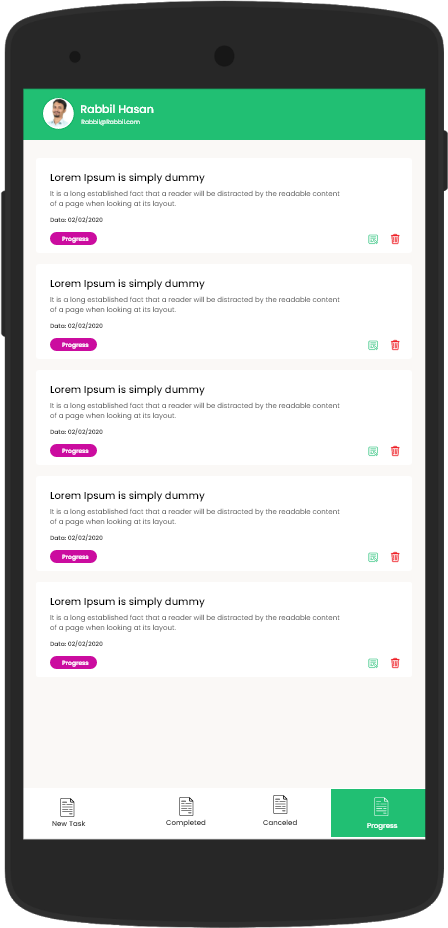 Rabbil Hasan
Rabbil@Rabbil.com
Lorem Ipsum is simply dummy
It is a long established fact that a reader will be distracted by the readable content
of a page when looking at its layout.
Date: 02/02/2020
Progress
Lorem Ipsum is simply dummy
It is a long established fact that a reader will be distracted by the readable content
of a page when looking at its layout.
Date: 02/02/2020
Progress
Lorem Ipsum is simply dummy
It is a long established fact that a reader will be distracted by the readable content
of a page when looking at its layout.
Date: 02/02/2020
Progress
Lorem Ipsum is simply dummy
It is a long established fact that a reader will be distracted by the readable content
of a page when looking at its layout.
Date: 02/02/2020
Progress
Lorem Ipsum is simply dummy
It is a long established fact that a reader will be distracted by the readable content
of a page when looking at its layout.
Date: 02/02/2020
Progress
New Task
Completed
Canceled
Progress